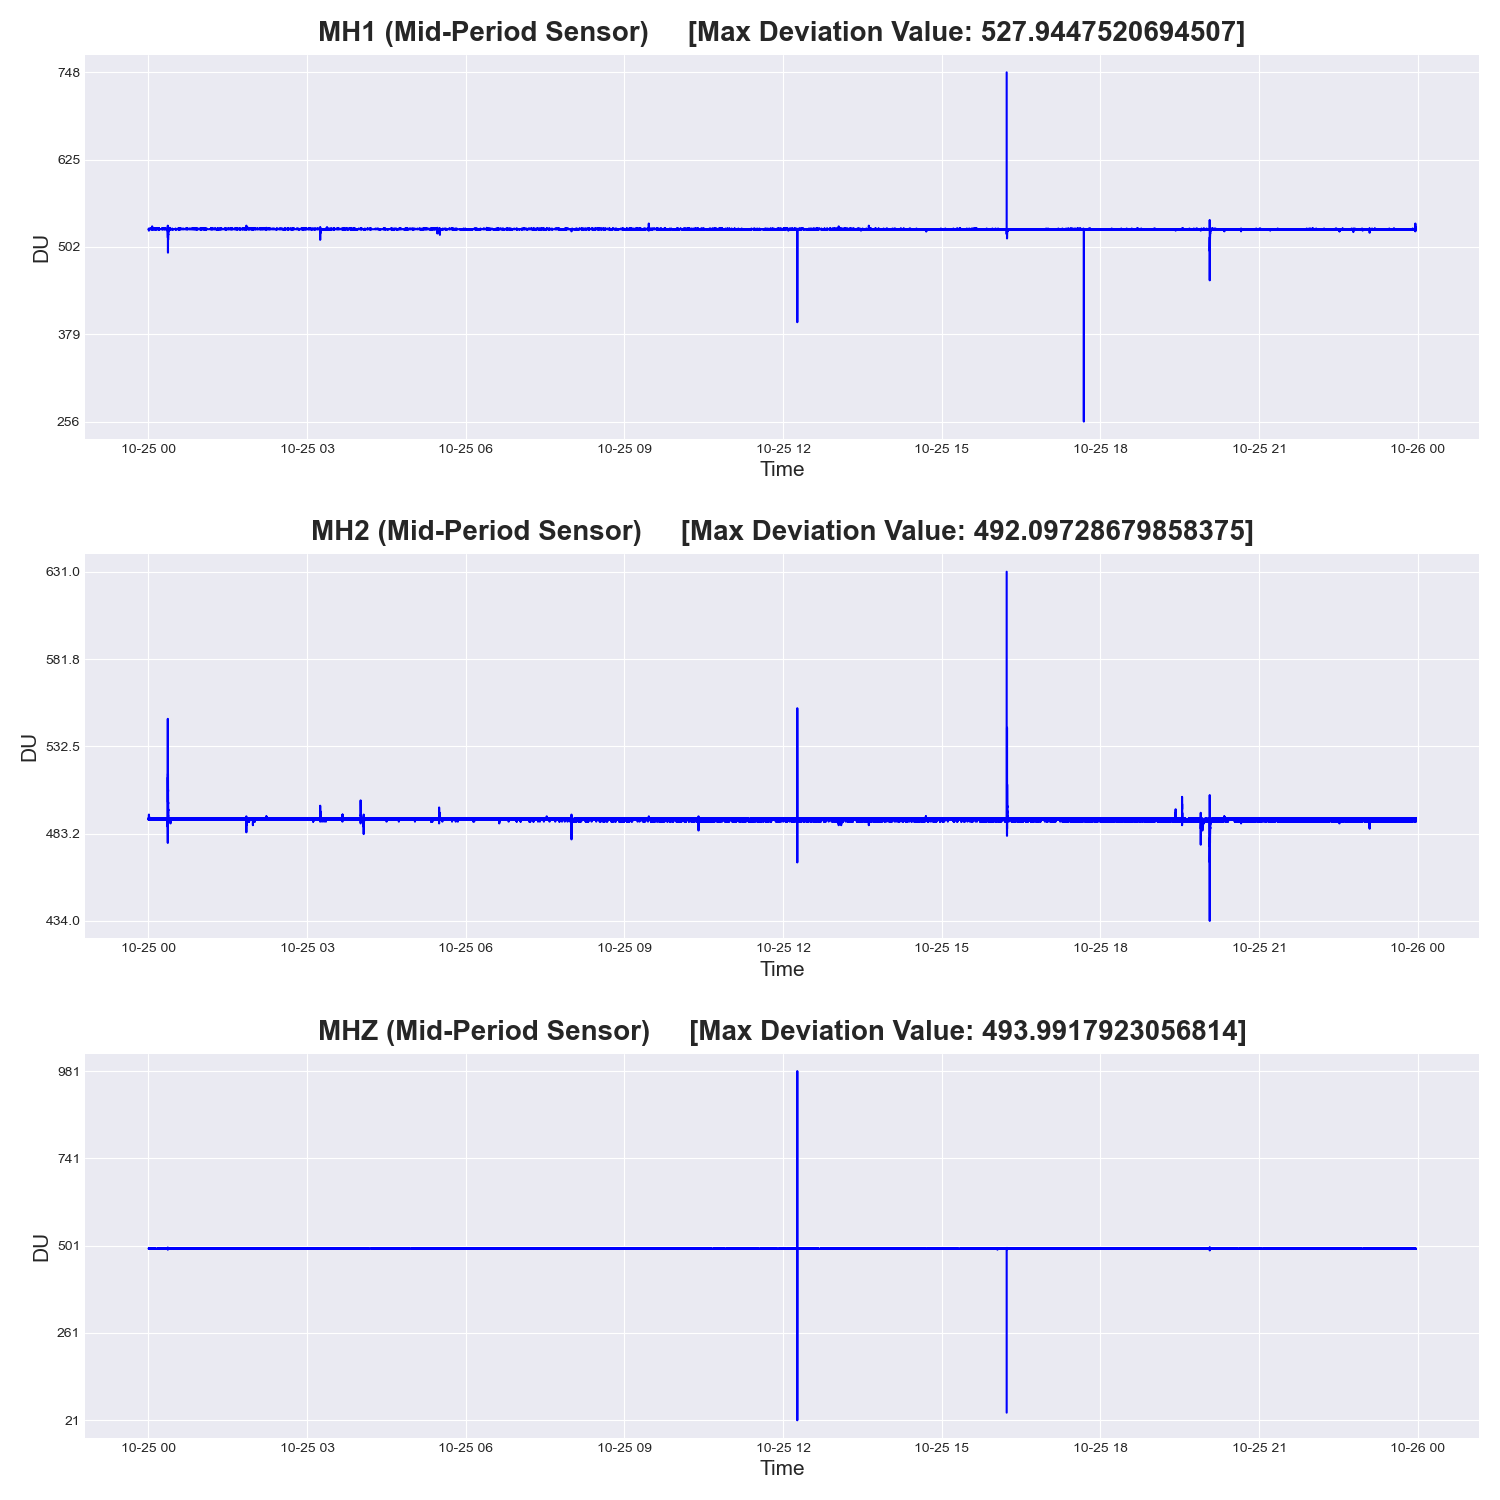 MH1 (Mid-Period Sensor) [Max Deviation Value: 527.9447520694507]
748
625
502
379
256
DU
10-25 00 10-25 03 10-25 06 10-25 09 10-25 12 10-25 15 10-25 18 10-25 21 10-26 00
Time
MH2 (Mid-Period Sensor) [Max Deviation Value: 492.09728679858375]
631.0
581.8
532.5
483.2
434.0
DU
10-25 00 10-25 03 10-25 06 10-25 09 10-25 12 10-25 15 10-25 18 10-25 21 10-26 00
Time
MHZ (Mid-Period Sensor) [Max Deviation Value: 493.9917923056814]
981
741
501
261
21
DU
10-25 00 10-25 03 10-25 06 10-25 09 10-25 12 10-25 15 10-25 18 10-25 21 10-26 00
Time